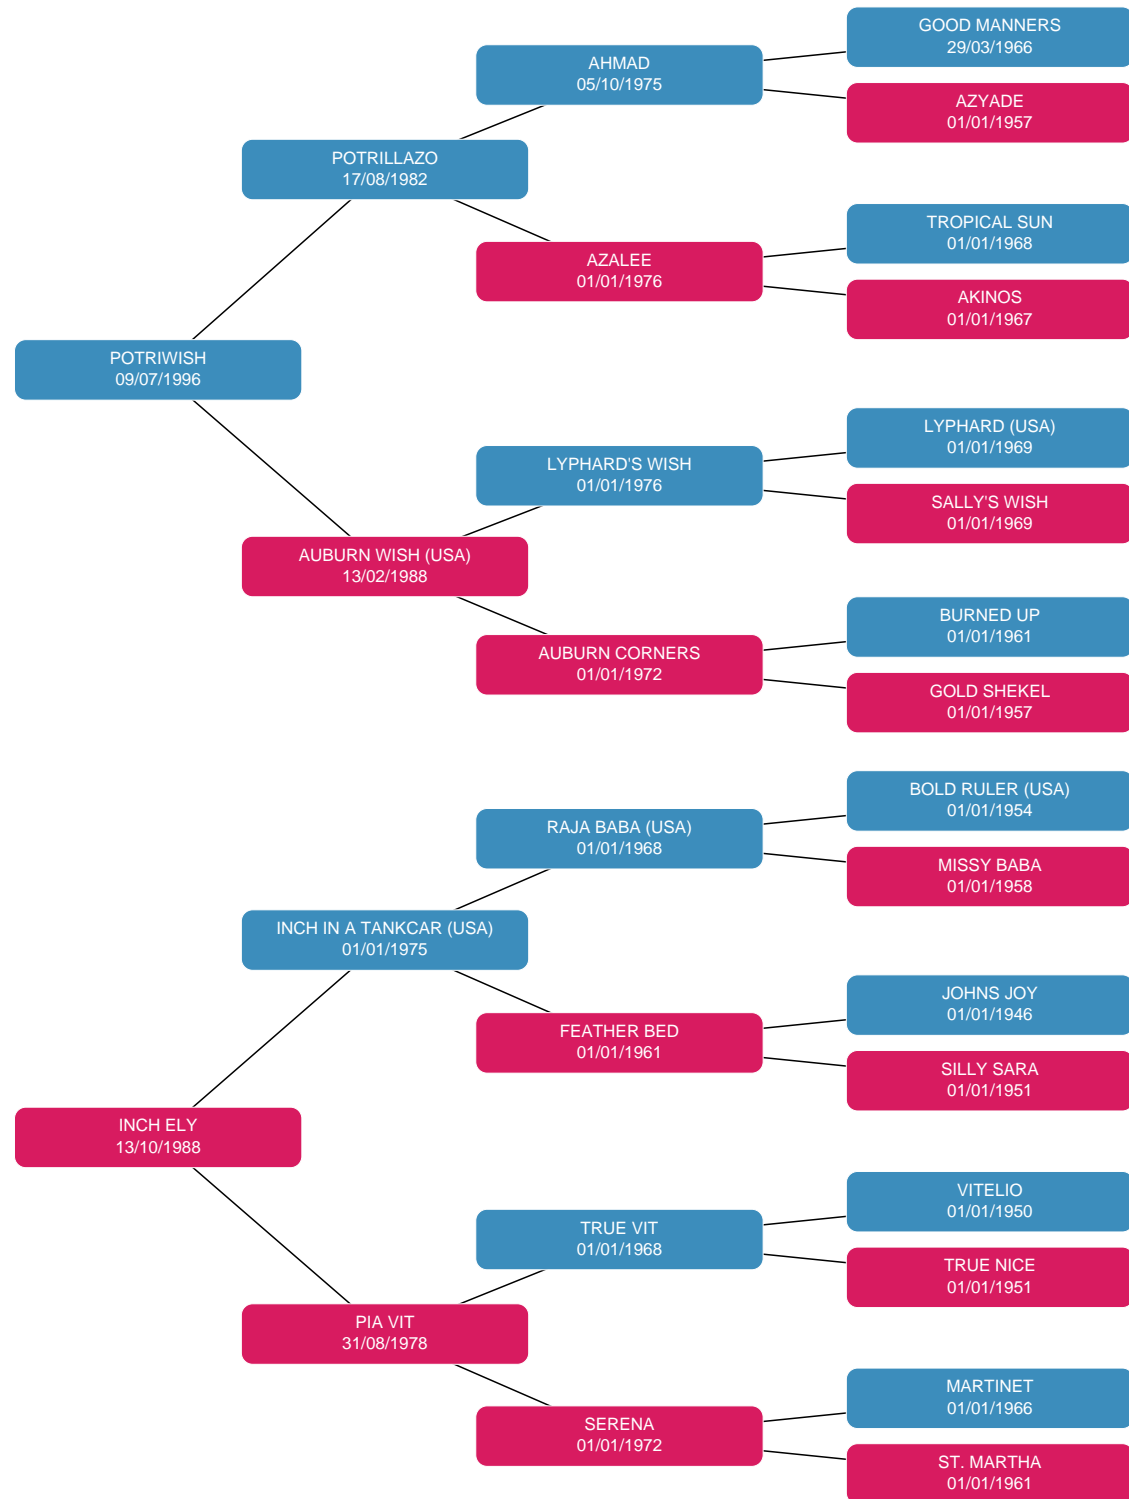 GOOD MANNERS
29/03/1966
AHMAD
05/10/1975
AZYADE
01/01/1957
POTRILLAZO
17/08/1982
TROPICAL SUN
01/01/1968
AZALEE
01/01/1976
AKINOS
01/01/1967
POTRIWISH
09/07/1996
LYPHARD (USA)
01/01/1969
LYPHARD'S WISH
01/01/1976
SALLY'S WISH
01/01/1969
AUBURN WISH (USA)
13/02/1988
BURNED UP
01/01/1961
AUBURN CORNERS
01/01/1972
GOLD SHEKEL
01/01/1957
BOLD RULER (USA)
01/01/1954
RAJA BABA (USA)
01/01/1968
MISSY BABA
01/01/1958
INCH IN A TANKCAR (USA)
01/01/1975
JOHNS JOY
01/01/1946
FEATHER BED
01/01/1961
SILLY SARA
01/01/1951
INCH ELY
13/10/1988
VITELIO
01/01/1950
TRUE VIT
01/01/1968
TRUE NICE
01/01/1951
PIA VIT
31/08/1978
MARTINET
01/01/1966
SERENA
01/01/1972
ST. MARTHA
01/01/1961